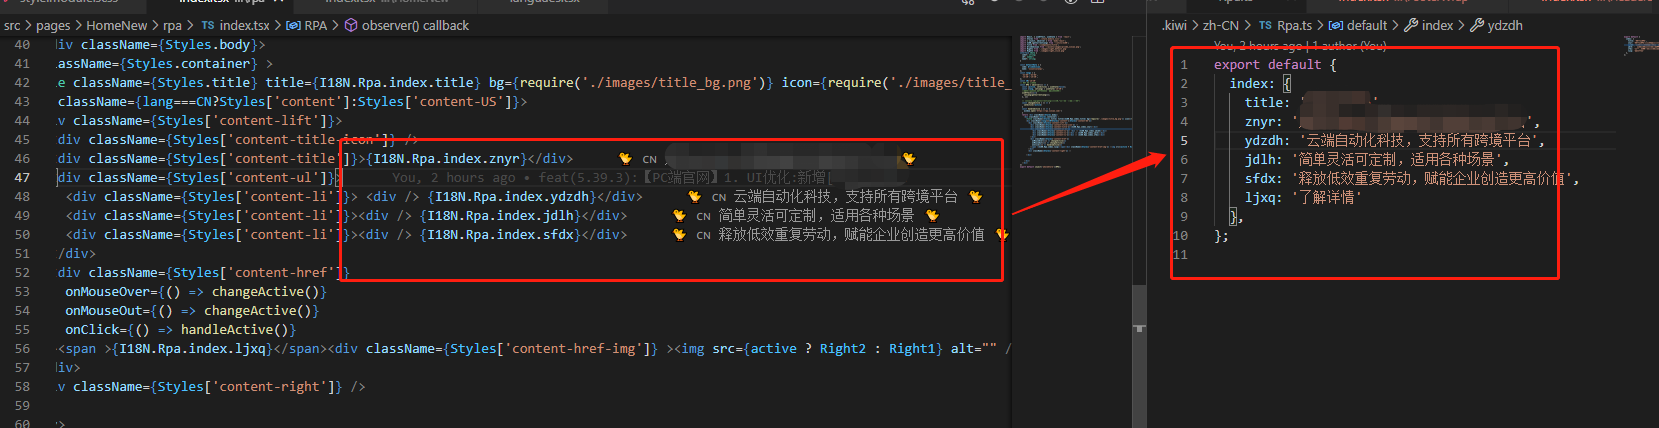 src > pages > HomeNew > rpa > TS index.tsx > RPA > observer() callback
40 div className={Styles.body}>
41 lassName={Styles.container} >
42 e className={Styles.title} title={I18N.Rpa.index.title} bg={require('./images/title_bg.png')} icon={require('./images/title_
43 className={lang===CN?Styles['content']:Styles['content-US']}>
44 v className={Styles['content-lift']}>
45 div className={Styles['content-title-icon']} />
46 div className={Styles['content-title']}>{I18N.Rpa.index.znyr}</div> CN
47 div className={Styles['content-ul']}> You, 2 hours ago • feat(5.39.3):【PC端官网】1. UI优化:新增[
48 <div className={Styles['content-li']}> <div /> {I18N.Rpa.index.ydzdh}</div> CN 云端自动化科技，支持所有跨境平台
49 <div className={Styles['content-li']}><div /> {I18N.Rpa.index.jdlh}</div> CN 简单灵活可定制，适用各种场景
50 <div className={Styles['content-li']}><div /> {I18N.Rpa.index.sfdx}</div> CN 释放低效重复劳动，赋能企业创造更高价值
51 /div>
52 div className={Styles['content-href']}
53 onMouseOver={() => changeActive()}
54 onMouseOut={() => changeActive()}
55 onClick={() => handleActive()}
56 <span >{I18N.Rpa.index.ljxq}</span><div className={Styles['content-href-img']} ><img src={active ? Right2 : Right1} alt="" /
57 div>
58 v className={Styles['content-right']} />
59
60 >
.kiwi > zh-CN > TS Rpa.ts > default > index > ydzdh
You, 2 hours ago | 1 author (You)
1 export default {
2 index: {
3 title: '
4 znyr: ',
5 ydzdh: '云端自动化科技，支持所有跨境平台',
6 jdlh: '简单灵活可定制，适用各种场景',
7 sfdx: '释放低效重复劳动，赋能企业创造更高价值',
8 ljxq: '了解详情'
9 },
10 };
11